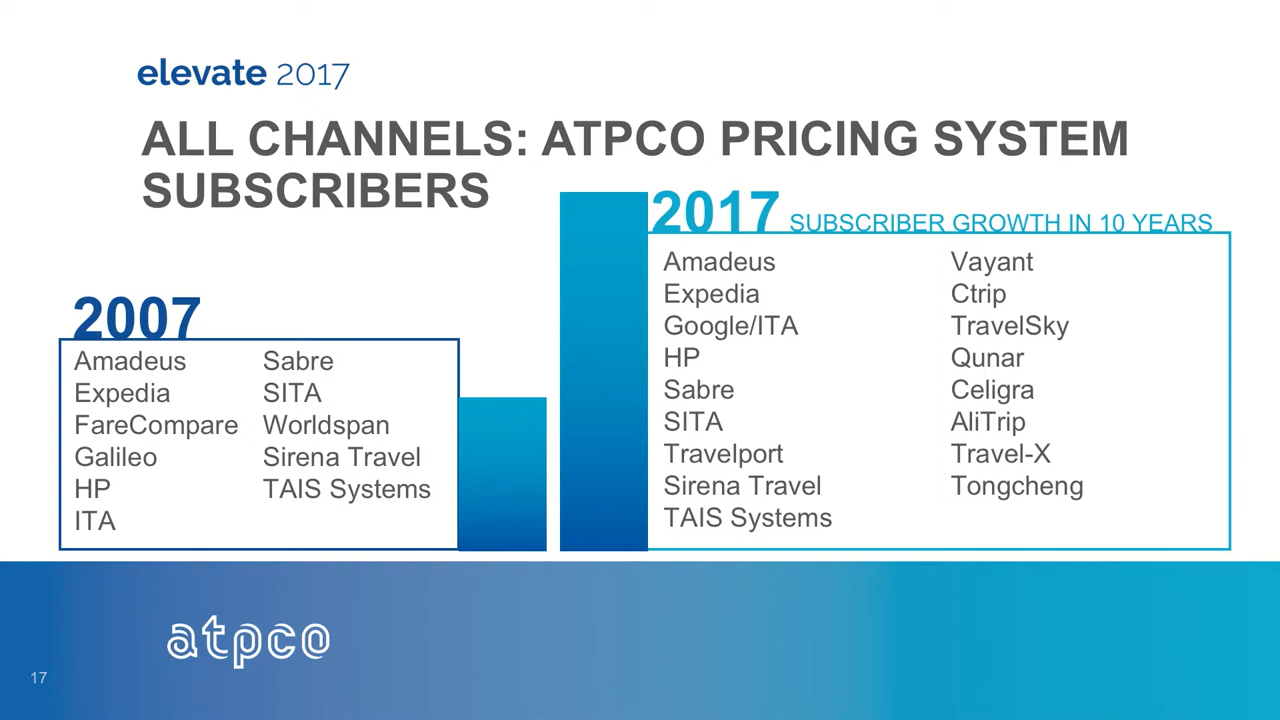 elevate 2017
ALL CHANNELS: ATPCO PRICING SYSTEM
SUBSCRIBERS
2007
Amadeus
Expedia
FareCompare
Galileo
HP
ITA
Sabre
SITA
Worldspan
Sirena Travel
TAIS Systems
2017 SUBSCRIBER GROWTH IN 10 YEARS
Amadeus
Expedia
Google/ITA
HP
Sabre
SITA
Travelport
Sirena Travel
TAIS Systems
Vayant
Ctrip
TravelSky
Qunar
Celigra
AliTrip
Travel-X
Tongcheng
atpco
17